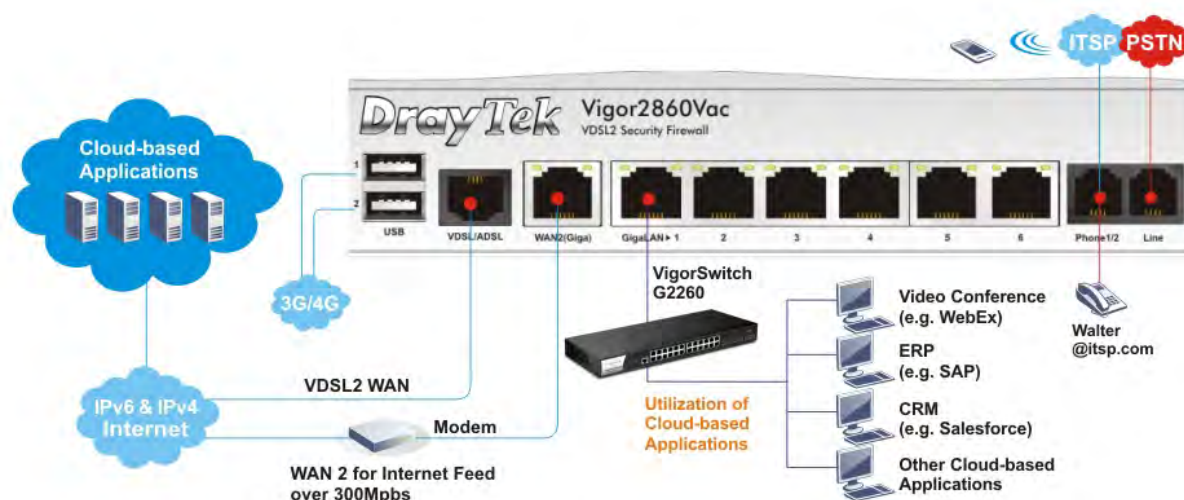 ITSP
PSTN
DrayTek
Vigor2860Vac
VDSL2 Security Firewall
Cloud-based
Applications
1
2
USB
VDSL/ADSL
WAN2(Giga)
GigaLAN▶ 1
2
3
4
5
6
Phone1/2
Line
3G/4G
VigorSwitch
G2260
Video Conference
(e.g. WebEx)
Walter
@itsp.com
ERP
(e.g. SAP)
VDSL2 WAN
IPv6 & IPv4
Internet
Modem
Utilization of
Cloud-based
Applications
CRM
(e.g. Salesforce)
WAN 2 for Internet Feed
over 300Mpbs
Other Cloud-based
Applications